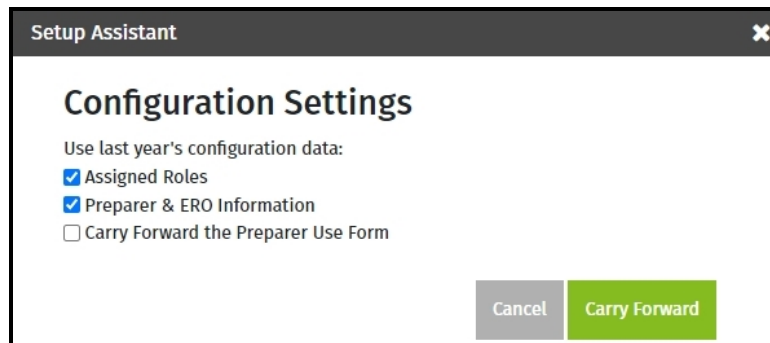 Setup Assistant
Configuration Settings
Use last year's configuration data:
Assigned Roles
Preparer & ERO Information
Carry Forward the Preparer Use Form
Cancel Carry Forward